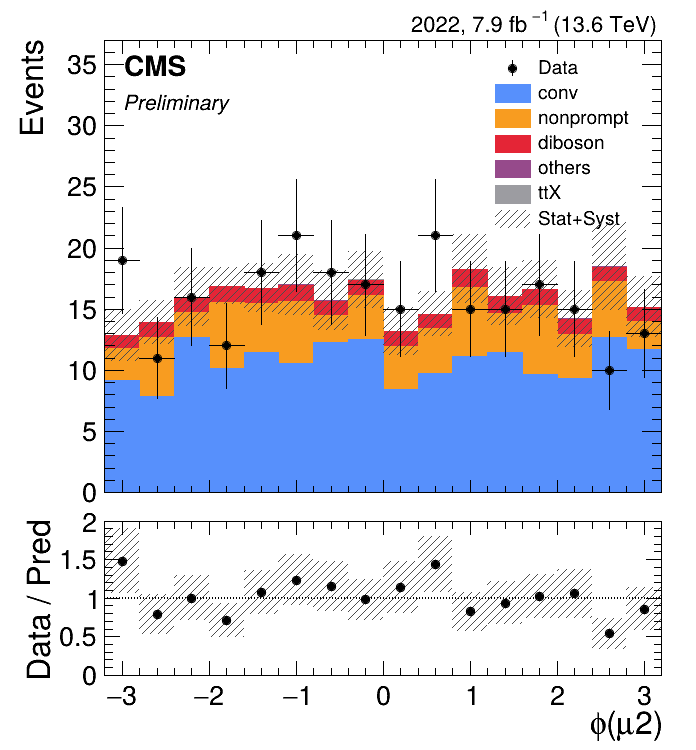 2022, 7.9 fb⁻¹ (13.6 TeV)
Events
CMS
Preliminary
Data
conv
nonprompt
diboson
others
ttX
Stat+Syst
35
30
25
20
15
10
5
0
Data / Pred
2
1.5
1
0.5
0
−3 −2 −1 0 1 2 3
ϕ(μ2)